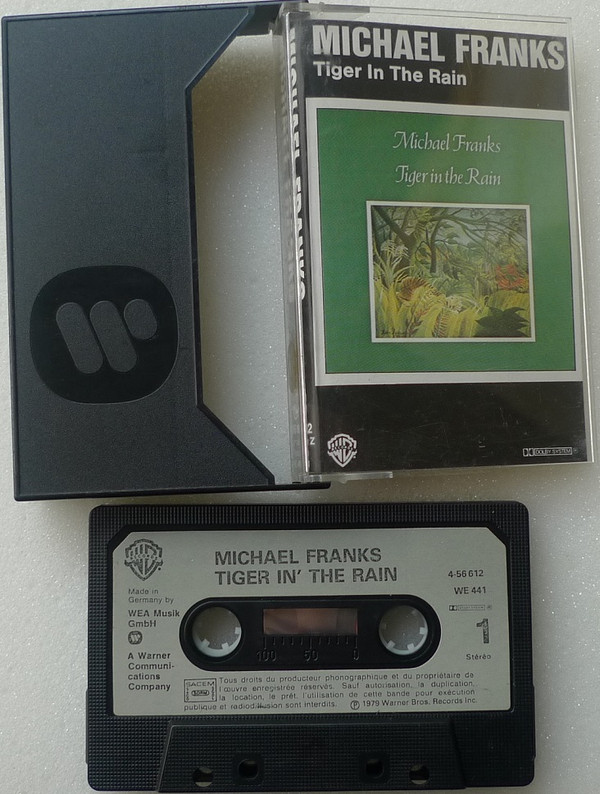 MICHAEL FRANKS
Tiger In The Rain
MICHAEL FRANKS
Michael Franks
Tiger in the Rain
2
Z
DOLBY SYSTEM
MICHAEL FRANKS
TIGER IN' THE RAIN
Made in
Germany by
WEA Musik
GmbH
A Warner
Communi-
cations
Company
4-56 612
WE 441
1
Stéréo
100 50 0
SACEM
Tous droits du producteur phonographique et du propriétaire de
l'œuvre enregistrée réservés. Sauf autorisation, la duplication,
la location, le prêt, l'utilisation de cette bande pour exécution
publique et radiodiffusion sont interdits. Ⓟ 1979 Warner Bros. Records Inc.